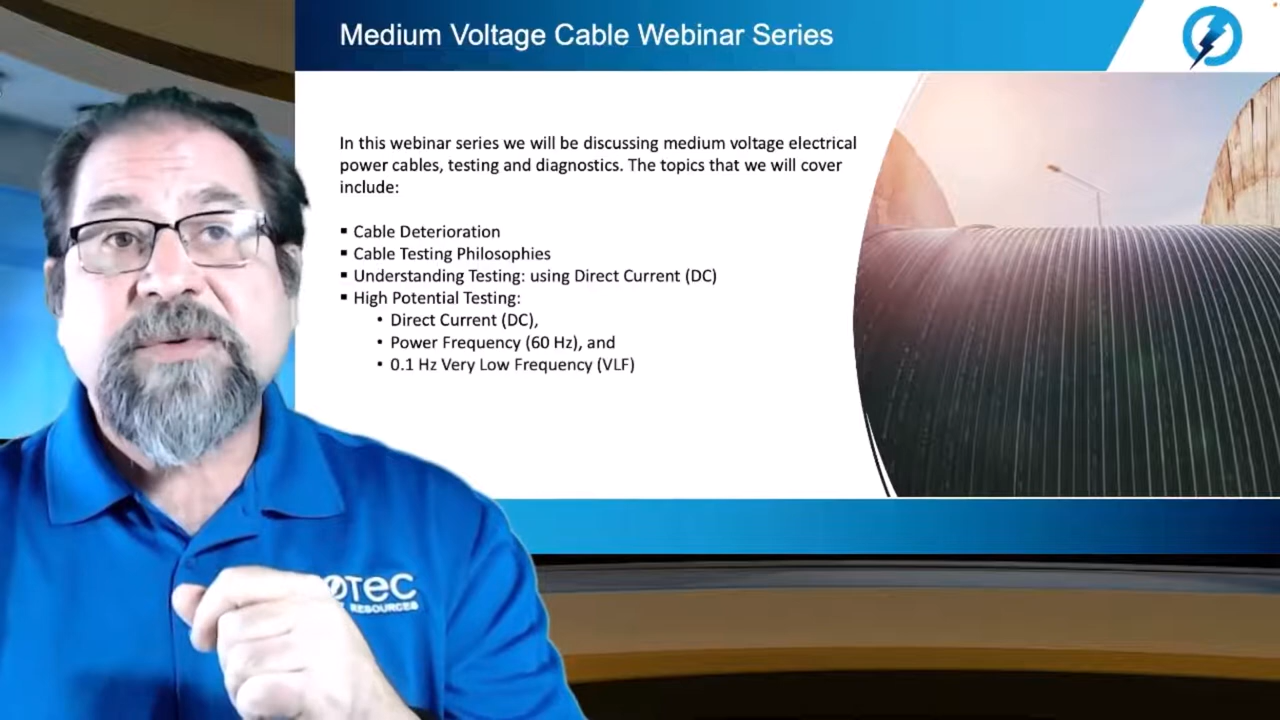 Medium Voltage Cable Webinar Series
In this webinar series we will be discussing medium voltage electrical
power cables, testing and diagnostics. The topics that we will cover
include:
▪ Cable Deterioration
▪ Cable Testing Philosophies
▪ Understanding Testing: using Direct Current (DC)
▪ High Potential Testing:
• Direct Current (DC),
• Power Frequency (60 Hz), and
• 0.1 Hz Very Low Frequency (VLF)
RESOURCES